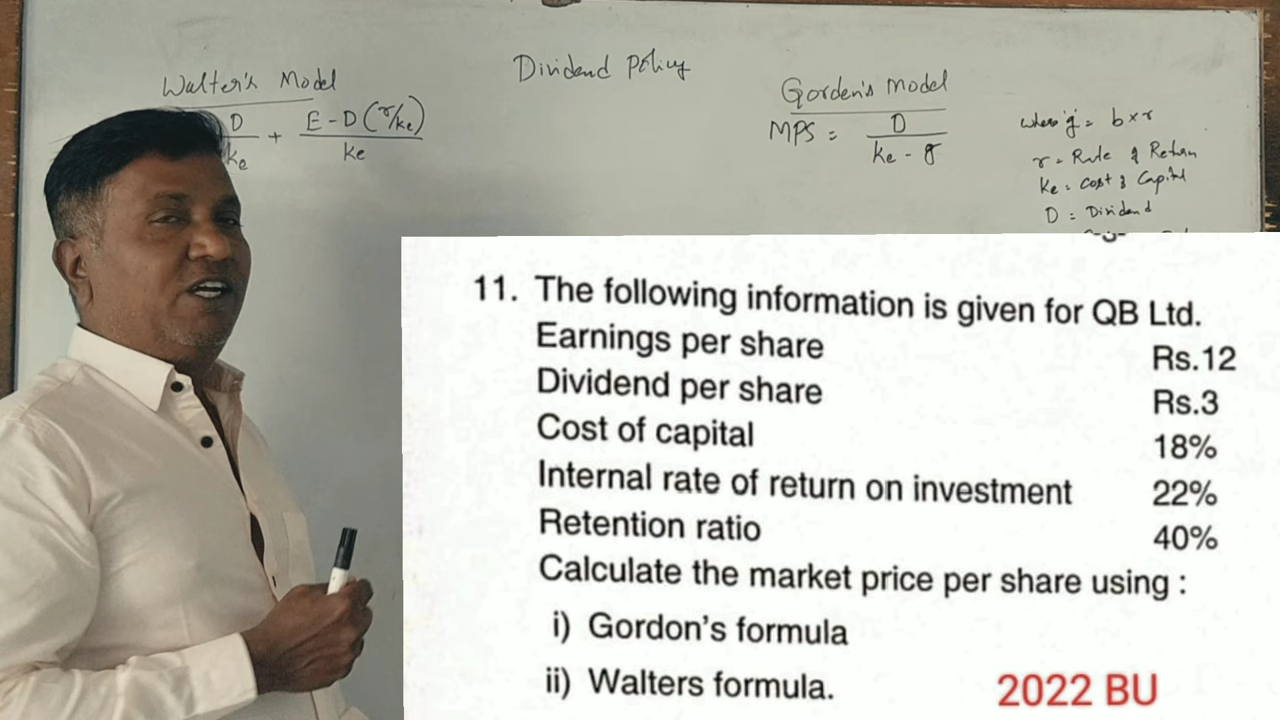 Dividend Policy
Walter's Model
D/ke + E - D (r/ke) / ke
Gorden's Model
MPS = D / ke - g
where 'g' = b x r
r = Rate of Return
ke = Cost of Capital
D = Dividend
11. The following information is given for QB Ltd.
Earnings per share Rs.12
Dividend per share Rs.3
Cost of capital 18%
Internal rate of return on investment 22%
Retention ratio 40%
Calculate the market price per share using :
i) Gordon's formula
ii) Walters formula.
2022 BU